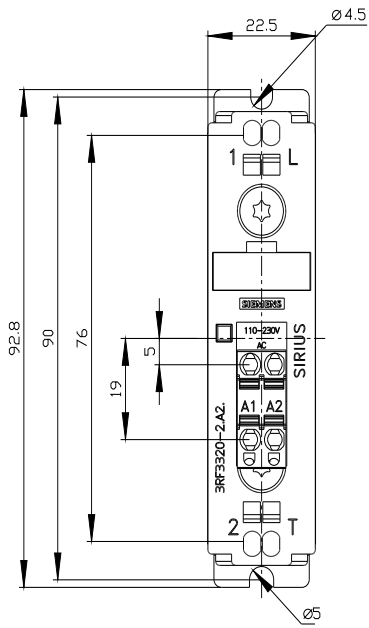 22.5
Ø4.5
1 L
SIEMENS
110-230V
AC
SIRIUS
92.8
90
76
5
19
A1 A2
3RF3320-2.A2.
2 T
Ø5